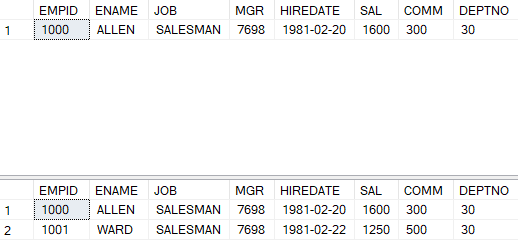 EMPID ENAME JOB MGR HIREDATE SAL COMM DEPTNO
1 1000 ALLEN SALESMAN 7698 1981-02-20 1600 300 30
EMPID ENAME JOB MGR HIREDATE SAL COMM DEPTNO
1 1000 ALLEN SALESMAN 7698 1981-02-20 1600 300 30
2 1001 WARD SALESMAN 7698 1981-02-22 1250 500 30